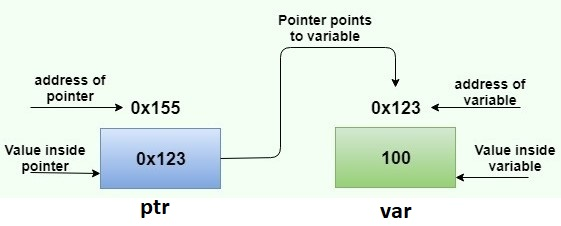 Pointer points
to variable
address of
pointer
0x155
0x123
address of
variable
Value inside
pointer
0x123
100
Value inside
variable
ptr
var